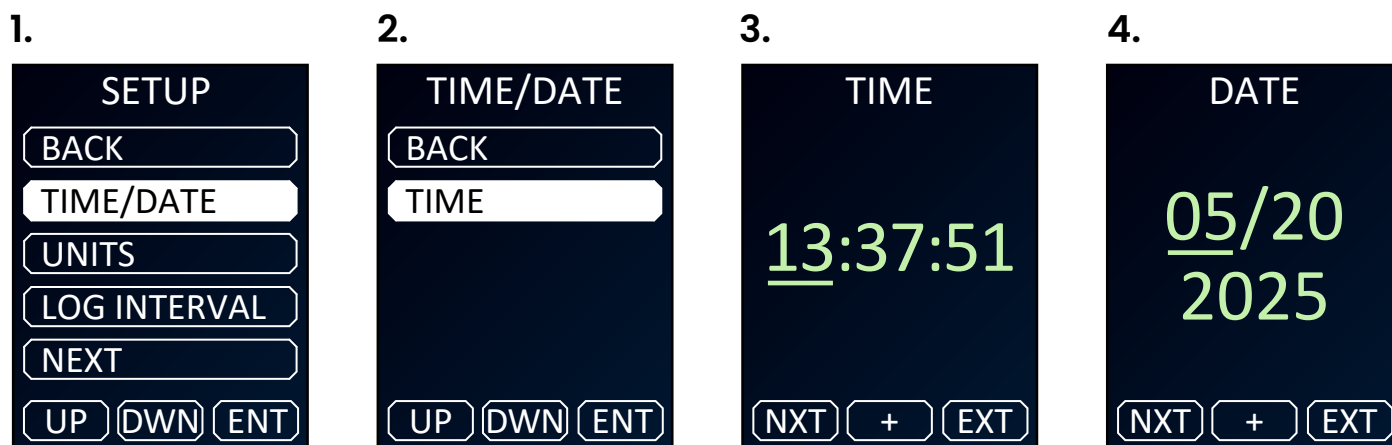 1.
SETUP
BACK
TIME/DATE
UNITS
LOG INTERVAL
NEXT
UP DWN ENT
2.
TIME/DATE
BACK
TIME
UP DWN ENT
3.
TIME
13:37:51
NXT + EXT
4.
DATE
05/20
2025
NXT + EXT